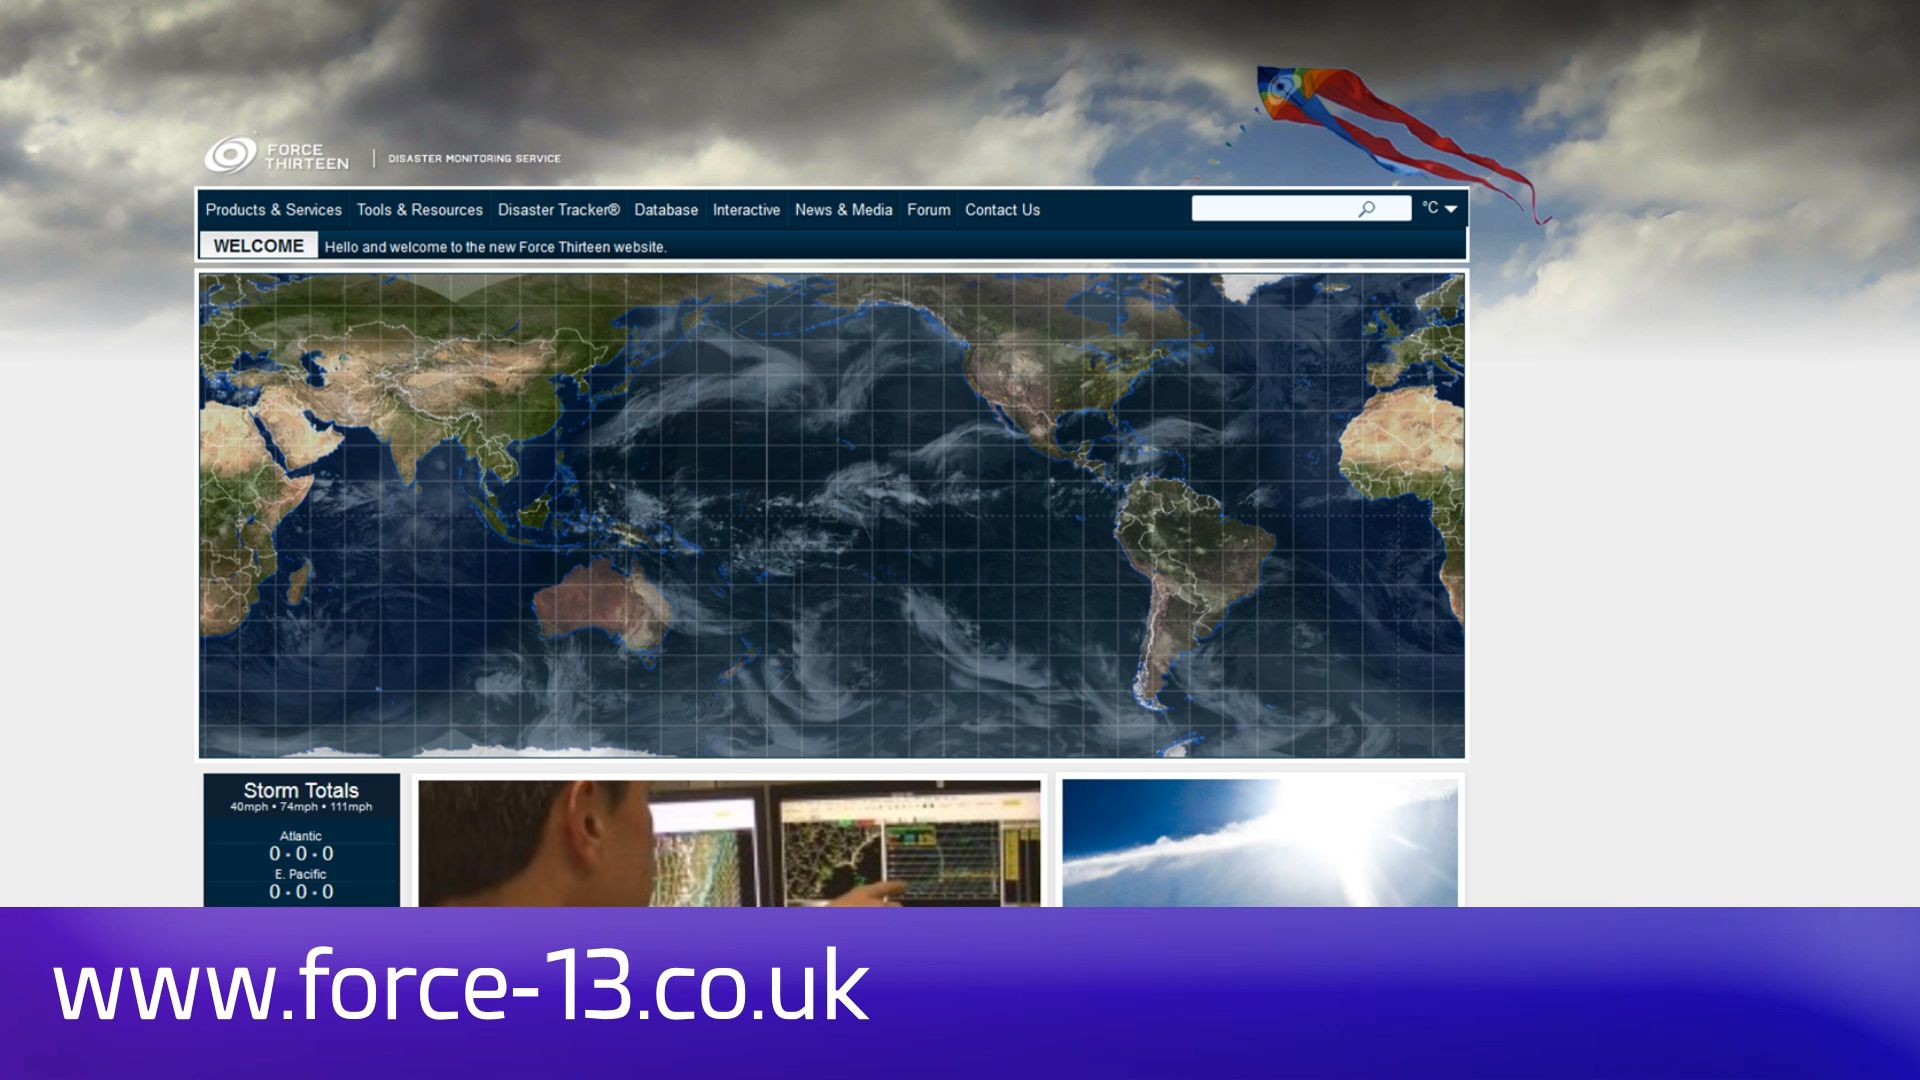 FORCE
THIRTEEN
DISASTER MONITORING SERVICE
Products & Services Tools & Resources Disaster Tracker® Database Interactive News & Media Forum Contact Us °C
WELCOME Hello and welcome to the new Force Thirteen website.
Storm Totals
40mph • 74mph • 111mph
Atlantic
0 • 0 • 0
E. Pacific
0 • 0 • 0
www.force-13.co.uk